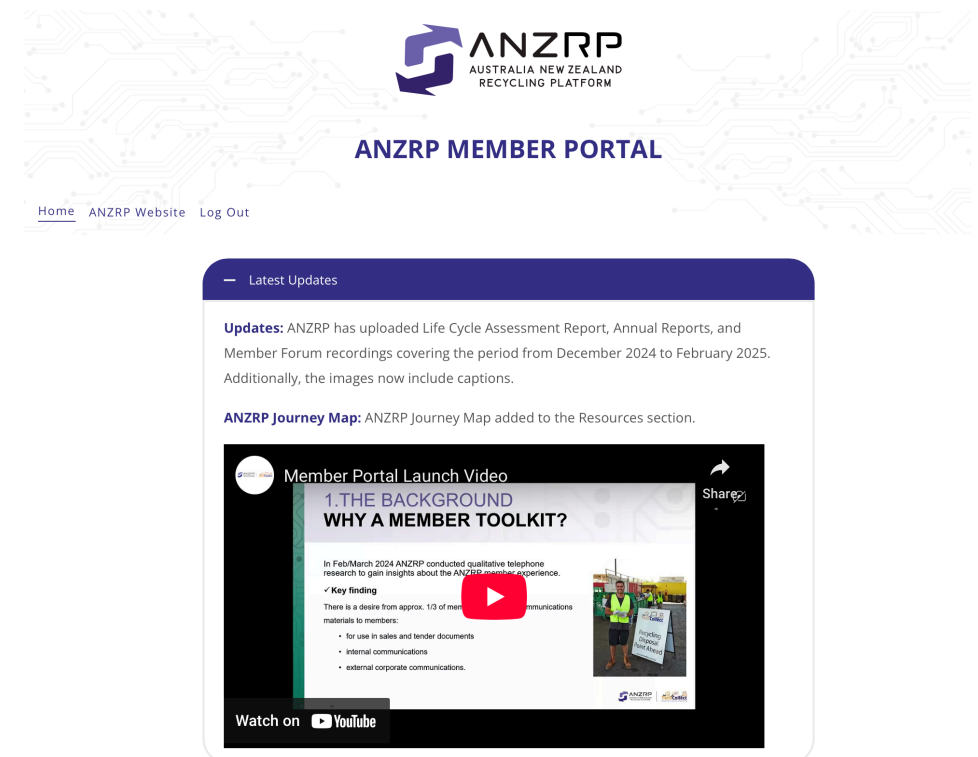 ANZRP
AUSTRALIA NEW ZEALAND
RECYCLING PLATFORM
ANZRP MEMBER PORTAL
Home ANZRP Website Log Out
Latest Updates
Updates: ANZRP has uploaded Life Cycle Assessment Report, Annual Reports, and
Member Forum recordings covering the period from December 2024 to February 2025.
Additionally, the images now include captions.
ANZRP Journey Map: ANZRP Journey Map added to the Resources section.
Member Portal Launch Video
Share
1.THE BACKGROUND
WHY A MEMBER TOOLKIT?
In Feb/March 2024 ANZRP conducted qualitative telephone
research to gain insights about the ANZRP member experience.
✓Key finding
There is a desire from approx. 1/3 of
materials to members:
• for use in sales and tender documents
• internal communications
• external corporate communications.
Recycling
Disposal
Point Ahead
ANZRP
Watch on YouTube